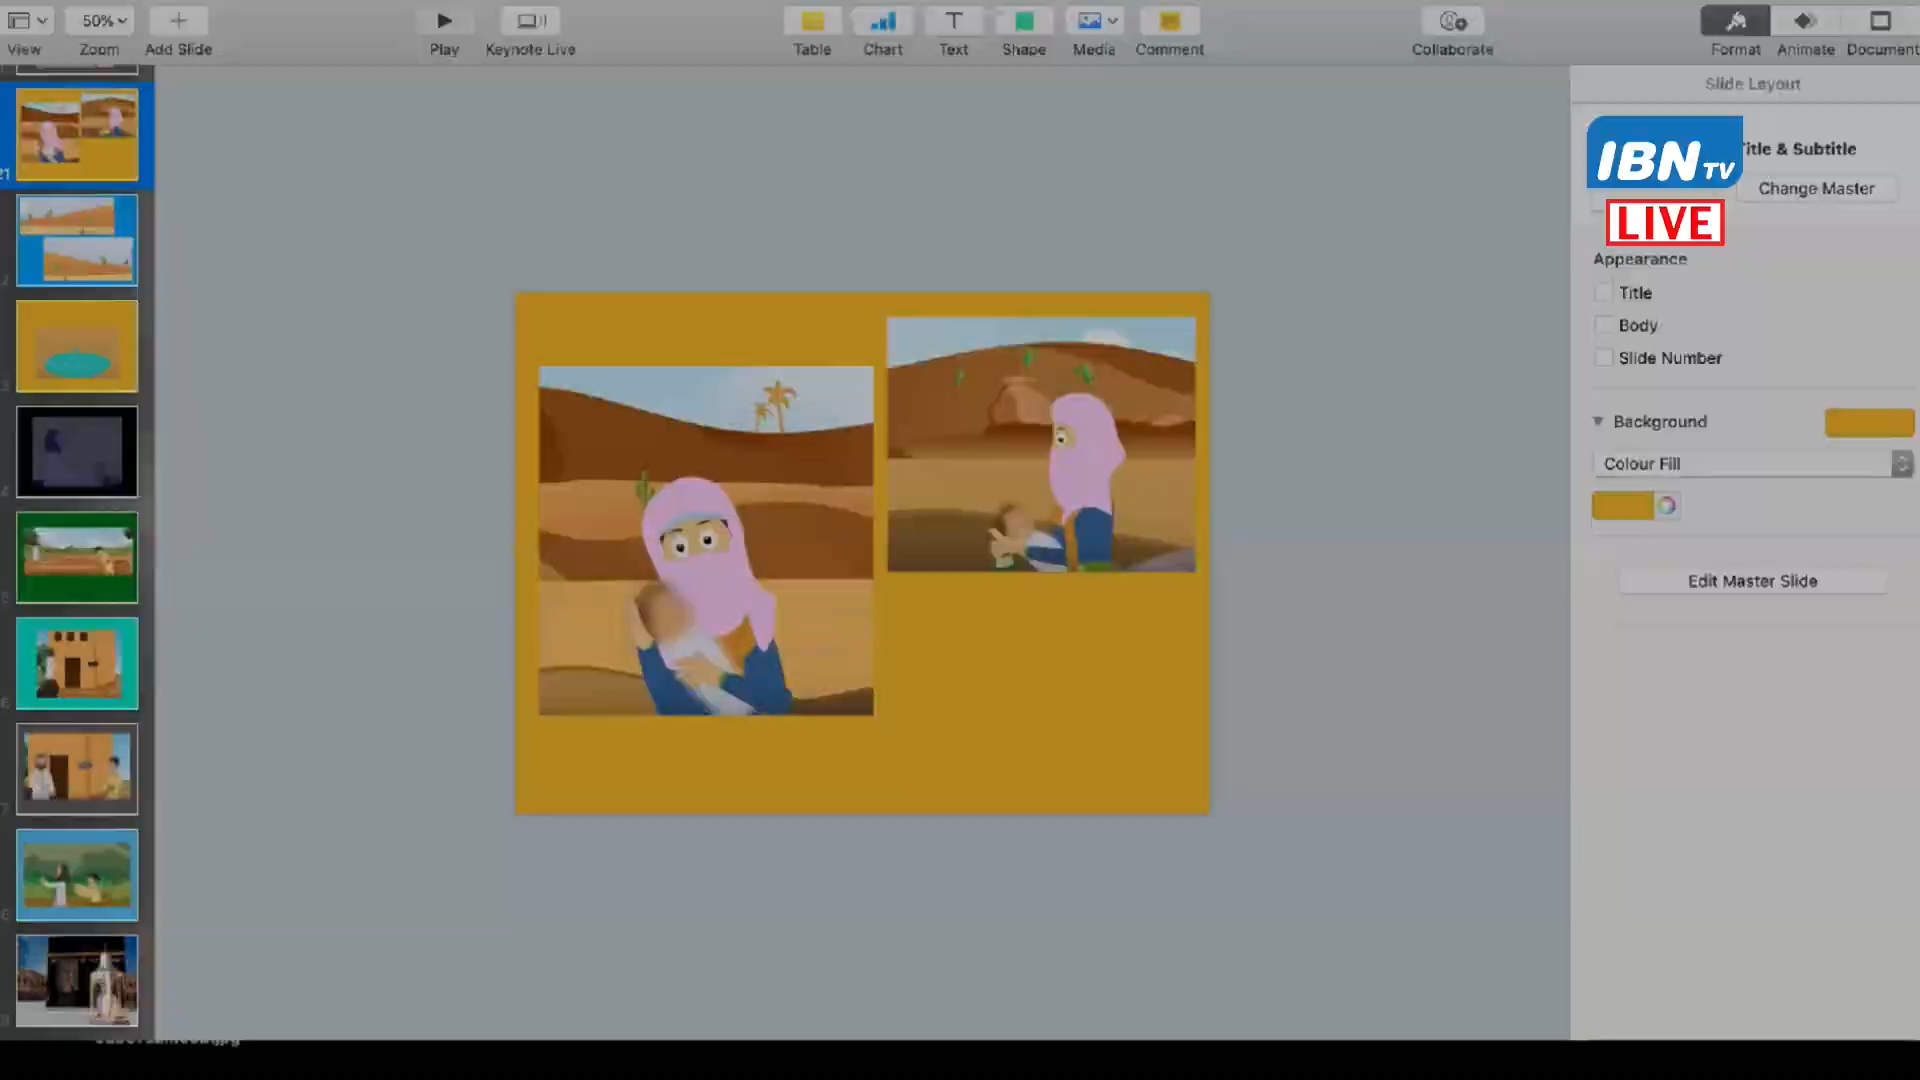 50%
View
Zoom
Add Slide
Play
Keynote Live
Table
Chart
T
Text
Shape
Media
Comment
Collaborate
Format
Animate
Document
Slide Layout
IBN TV
LIVE
Title & Subtitle
Change Master
Appearance
Title
Body
Slide Number
Background
Colour Fill
Edit Master Slide
21
7